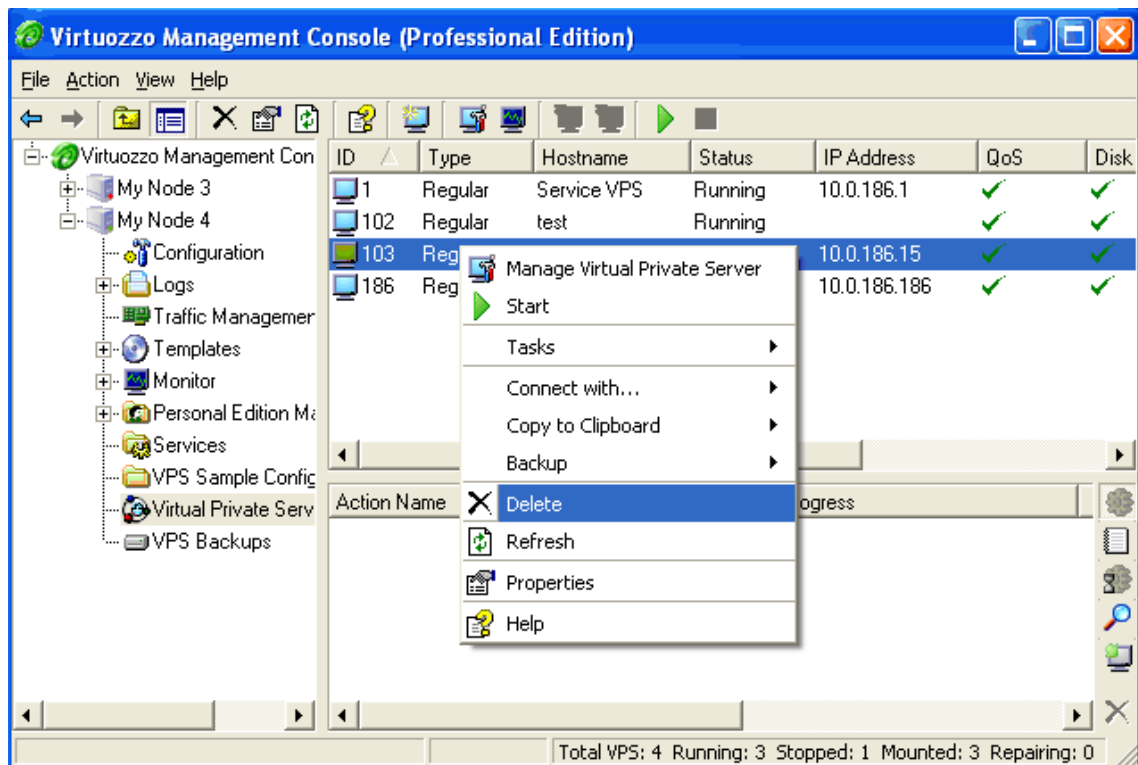 Virtuozzo Management Console (Professional Edition)
File Action View Help
Virtuozzo Management Con
My Node 3
My Node 4
Configuration
Logs
Traffic Managemer
Templates
Monitor
Personal Edition Ma
Services
VPS Sample Config
Virtual Private Serv
VPS Backups
ID Type Hostname Status IP Address QoS Disk
1 Regular Service VPS Running 10.0.186.1
102 Regular test Running
103 Reg 10.0.186.15
186 Reg 10.0.186.186
Manage Virtual Private Server
Start
Tasks
Connect with...
Copy to Clipboard
Backup
Delete
Refresh
Properties
Help
Action Name ogress
Total VPS: 4 Running: 3 Stopped: 1 Mounted: 3 Repairing: 0